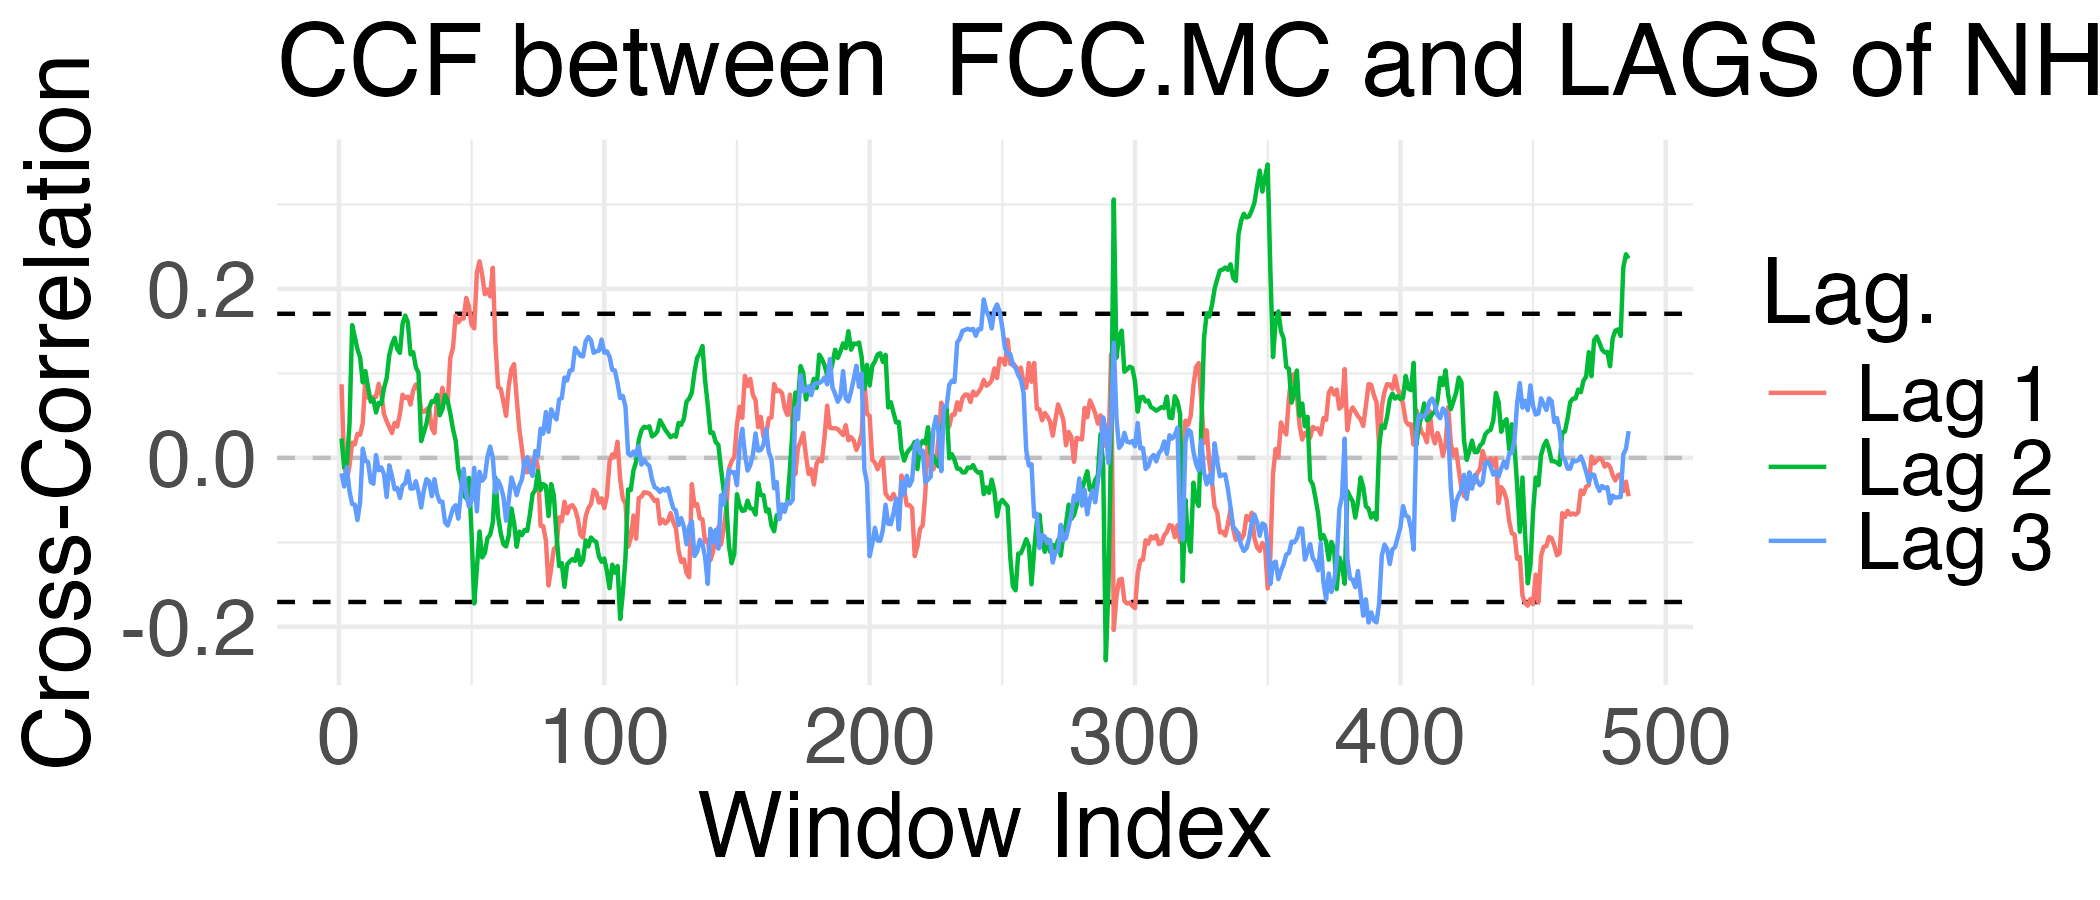 CCF between FCC.MC and LAGS of NH
Cross-Correlation
0.2
0.0
-0.2
0 100 200 300 400 500
Window Index
Lag.
Lag 1
Lag 2
Lag 3